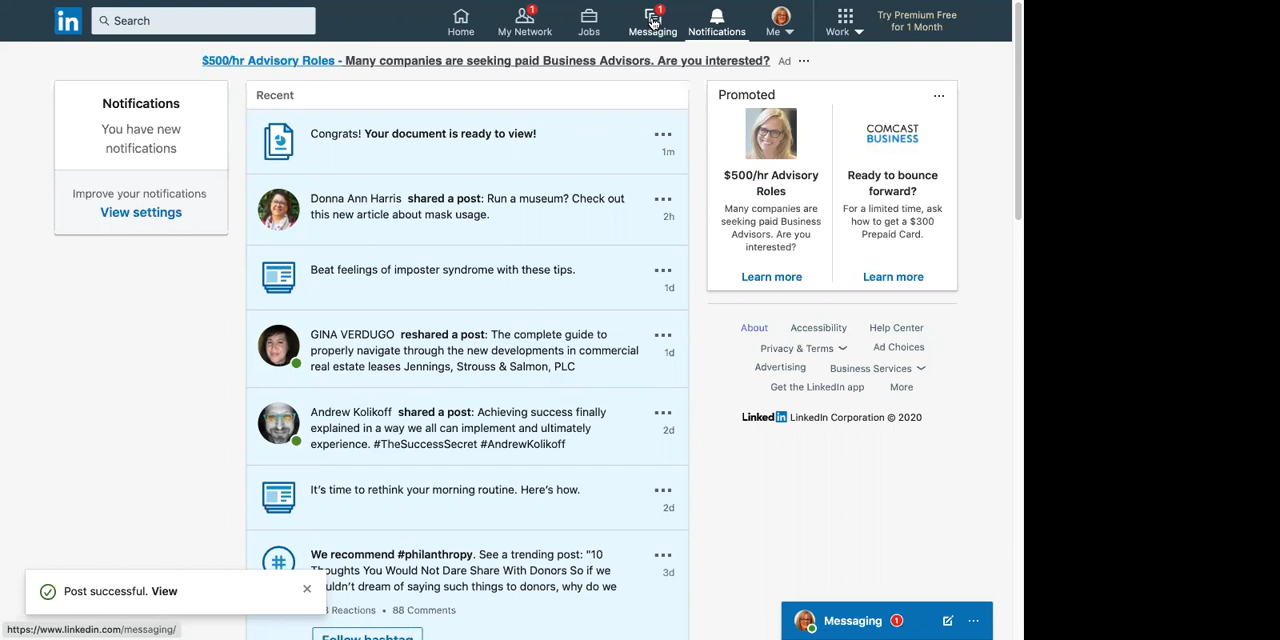 in
Search
1
1
Home
My Network
Jobs
Messaging
Notifications
Me
Work
Try Premium Free
for 1 Month
$500/hr Advisory Roles - Many companies are seeking paid Business Advisors. Are you interested?
Ad
Notifications
You have new
notifications
Improve your notifications
View settings
Recent
Congrats! Your document is ready to view!
1m
Donna Ann Harris shared a post: Run a museum? Check out
this new article about mask usage.
2h
Beat feelings of imposter syndrome with these tips.
1d
GINA VERDUGO reshared a post: The complete guide to
properly navigate through the new developments in commercial
real estate leases Jennings, Strouss & Salmon, PLC
1d
Andrew Kolikoff shared a post: Achieving success finally
explained in a way we all can implement and ultimately
experience. #TheSuccessSecret #AndrewKolikoff
2d
It's time to rethink your morning routine. Here's how.
2d
We recommend #philanthropy. See a trending post: "10
Thoughts You Would Not Dare Share With Donors So if we
uldn't dream of saying such things to donors, why do we
3d
Reactions • 88 Comments
Follow hashtag
Promoted
$500/hr Advisory
Roles
Many companies are
seeking paid Business
Advisors. Are you
interested?
Learn more
COMCAST
BUSINESS
Ready to bounce
forward?
For a limited time, ask
how to get a $300
Prepaid Card.
Learn more
About
Accessibility
Help Center
Privacy & Terms
Ad Choices
Advertising
Business Services
Get the LinkedIn app
More
LinkedIn LinkedIn Corporation © 2020
Post successful. View
https://www.linkedin.com/messaging/
Messaging 1